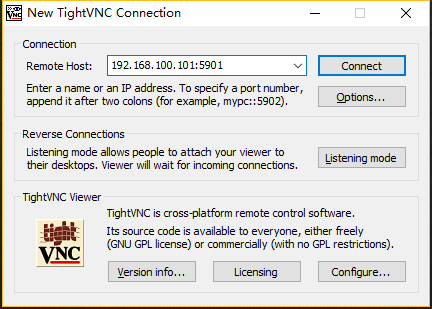 New TightVNC Connection
Connection
Remote Host: 192.168.100.101:5901
Connect
Enter a name or an IP address. To specify a port number,
append it after two colons (for example, mypc::5902).
Options...
Reverse Connections
Listening mode allows people to attach your viewer to
their desktops. Viewer will wait for incoming connections.
Listening mode
TightVNC Viewer
tight
VNC
TightVNC is cross-platform remote control software.
Its source code is available to everyone, either freely
(GNU GPL license) or commercially (with no GPL restrictions).
Version info... Licensing Configure...